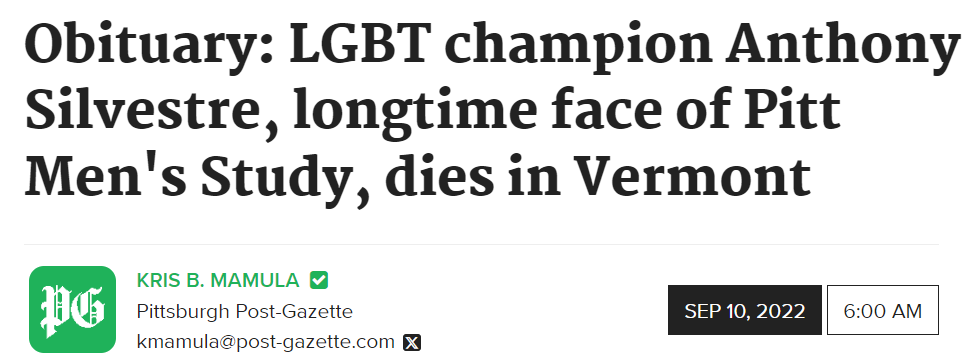 Obituary: LGBT champion Anthony
Silvestre, longtime face of Pitt
Men's Study, dies in Vermont
PG
KRIS B. MAMULA
Pittsburgh Post-Gazette
kmamula@post-gazette.com X
SEP 10, 2022
6:00 AM